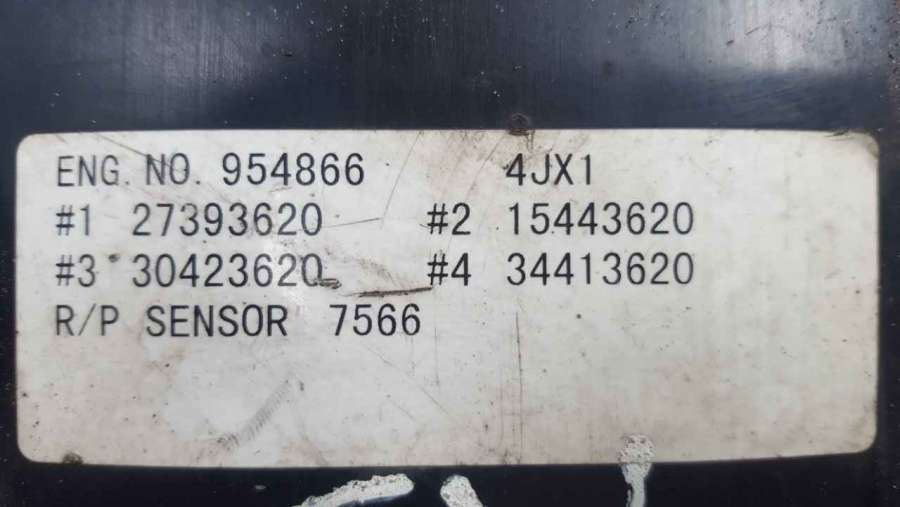 ENG. NO. 954866 4JX1
#1 27393620 #2 15443620
#3 30423620 #4 34413620
R/P SENSOR 7566